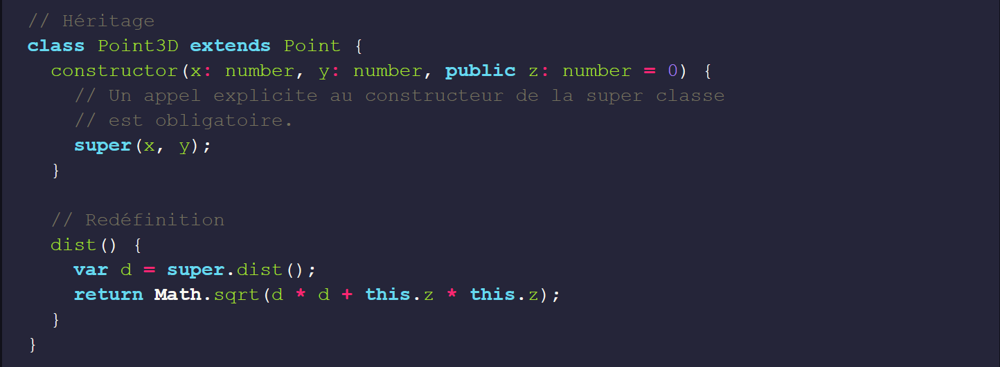 // Héritage
class Point3D extends Point {
  constructor(x: number, y: number, public z: number = 0) {
    // Un appel explicite au constructeur de la super classe
    // est obligatoire.
    super(x, y);
  }

  // Redéfinition
  dist() {
    var d = super.dist();
    return Math.sqrt(d * d + this.z * this.z);
  }
}